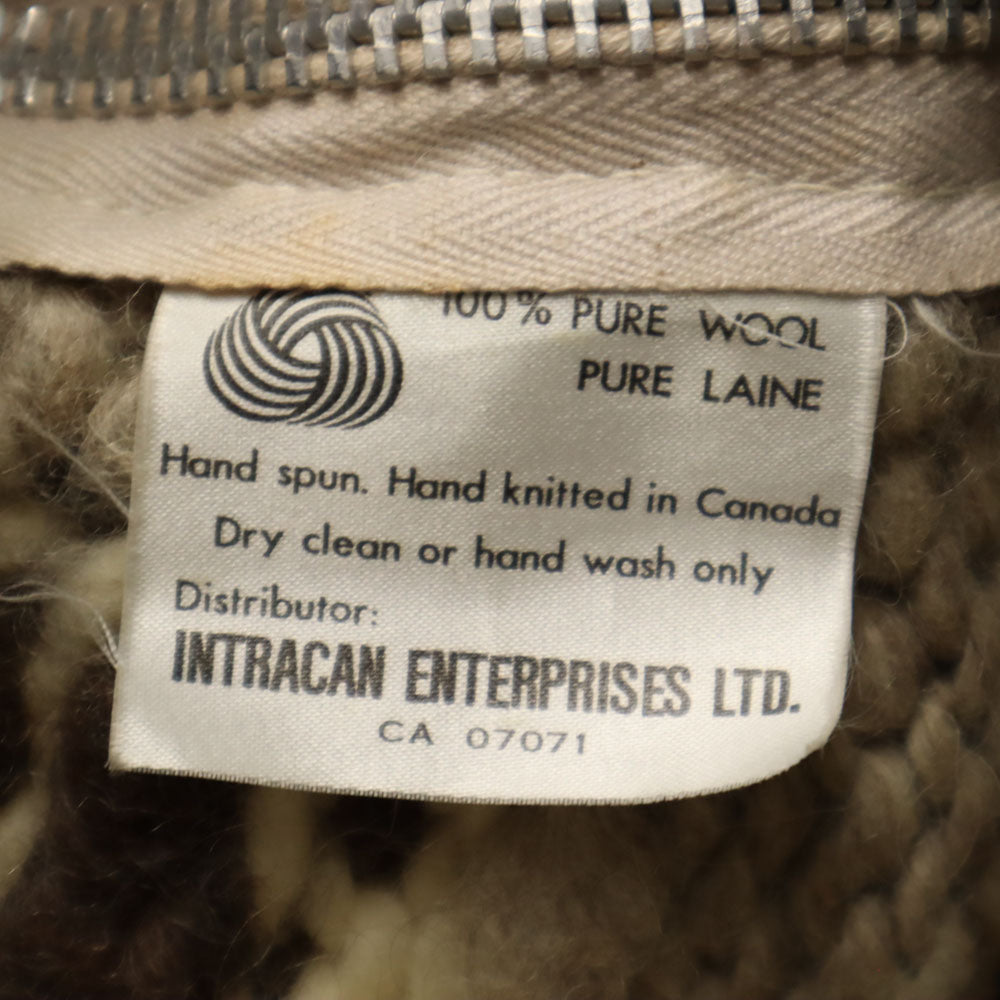 100% PURE WOOL
PURE LAINE
Hand spun. Hand knitted in Canada
Dry clean or hand wash only
Distributor:
INTRACAN ENTERPRISES LTD.
CA 07071